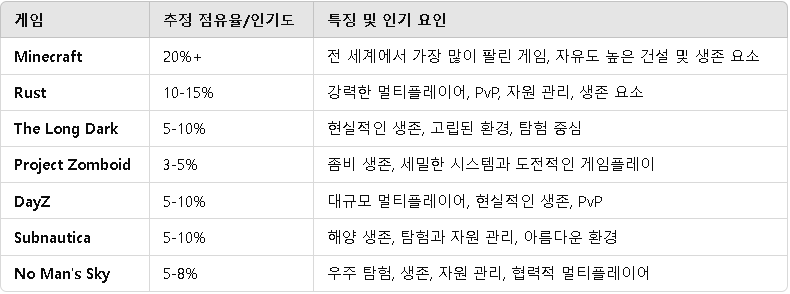 게임 추정 점유율/인기도 특징 및 인기 요인
Minecraft 20%+ 전 세계에서 가장 많이 팔린 게임, 자유도 높은 건설 및 생존 요소
Rust 10-15% 강력한 멀티플레이어, PvP, 자원 관리, 생존 요소
The Long Dark 5-10% 현실적인 생존, 고립된 환경, 탐험 중심
Project Zomboid 3-5% 좀비 생존, 세밀한 시스템과 도전적인 게임플레이
DayZ 5-10% 대규모 멀티플레이어, 현실적인 생존, PvP
Subnautica 5-10% 해양 생존, 탐험과 자원 관리, 아름다운 환경
No Man's Sky 5-8% 우주 탐험, 생존, 자원 관리, 협력적 멀티플레이어